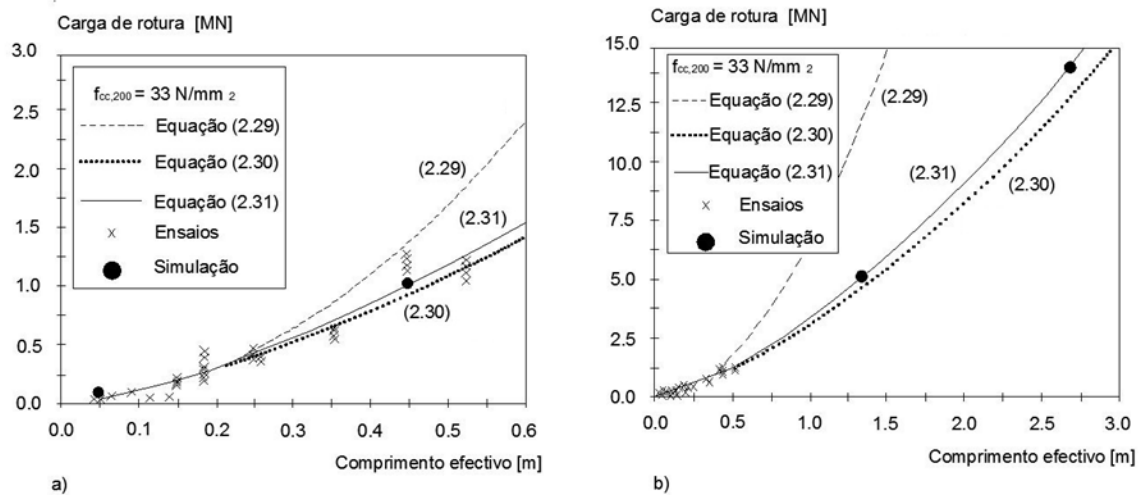 Carga de rotura [MN]
3.0
2.5
2.0
1.5
1.0
0.5
0.0
fcc,200 = 33 N/mm 2
Equação (2.29)
Equação (2.30)
Equação (2.31)
Ensaios
Simulação
(2.29)
(2.31)
(2.30)
0.0 0.1 0.2 0.3 0.4 0.5 0.6
Comprimento efectivo [m]
a)
Carga de rotura [MN]
15.0
12.5
10.0
7.5
5.0
2.5
0.0
fcc,200 = 33 N/mm 2
Equação (2.29)
Equação (2.30)
Equação (2.31)
Ensaios
Simulação
(2.29)
(2.31)
(2.30)
0.0 0.5 1.0 1.5 2.0 2.5 3.0
Comprimento efectivo [m]
b)